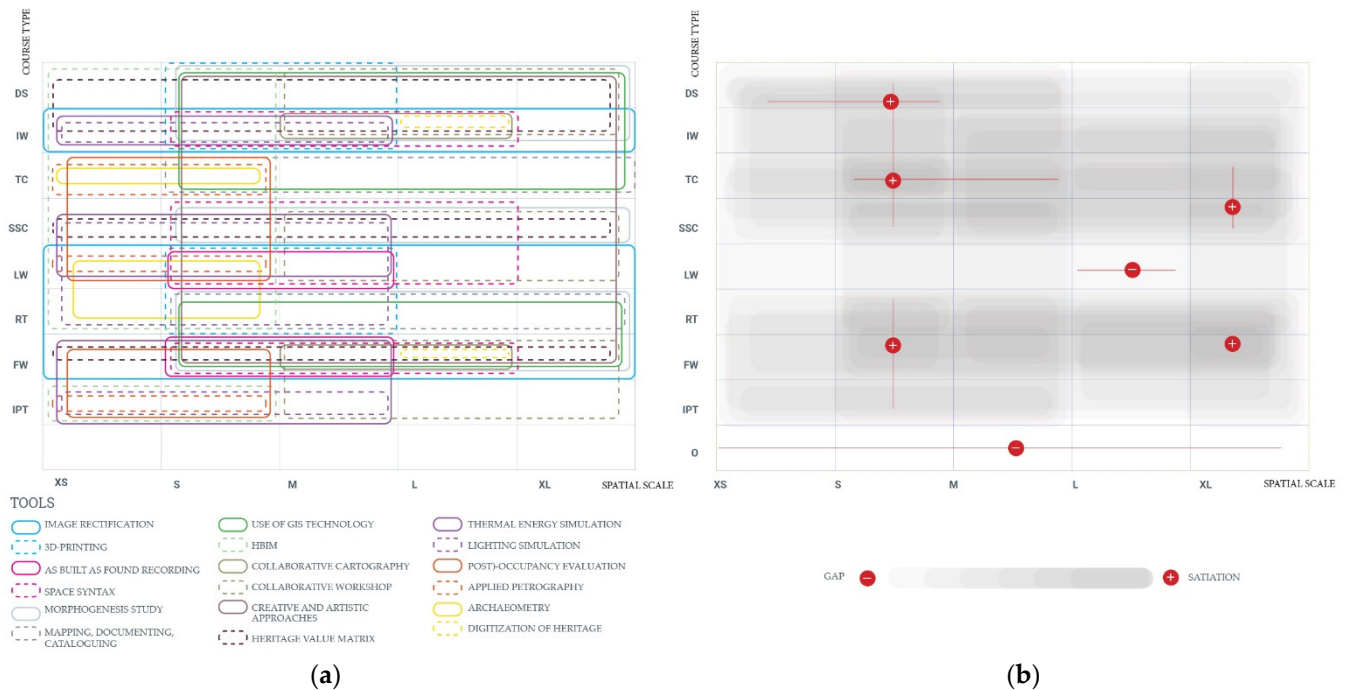 COURSE TYPE
DS
IW
TC
SSC
LW
RT
FW
IPT
XS
S
M
L
XL
SPATIAL SCALE
TOOLS
IMAGE RECTIFICATION
3D-PRINTING
AS BUILT AS FOUND RECORDING
SPACE SYNTAX
MORPHOGENESIS STUDY
MAPPING, DOCUMENTING,
CATALOGUING
USE OF GIS TECHNOLOGY
HBIM
COLLABORATIVE CARTOGRAPHY
COLLABORATIVE WORKSHOP
CREATIVE AND ARTISTIC
APPROACHES
HERITAGE VALUE MATRIX
THERMAL ENERGY SIMULATION
LIGHTING SIMULATION
POST)-OCCUPANCY EVALUATION
APPLIED PETROGRAPHY
ARCHAEOMETRY
DIGITIZATION OF HERITAGE
(a)
COURSE TYPE
DS
IW
TC
SSC
LW
RT
FW
IPT
O
XS
S
M
L
XL
SPATIAL SCALE
GAP
SATIATION
(b)